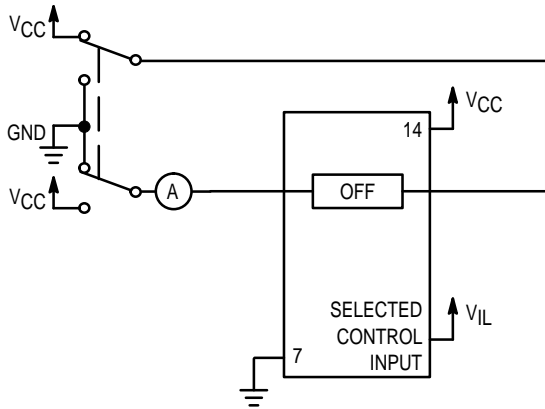 VCC
GND
VCC
A
14
VCC
OFF
SELECTED
CONTROL
INPUT
VIL
7